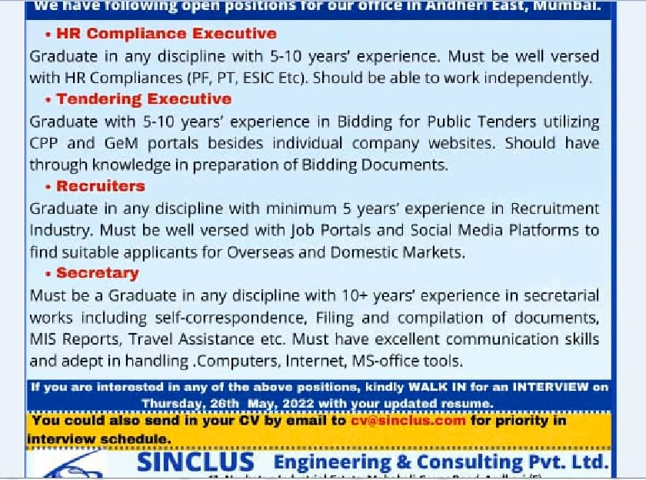 We have following open positions for our office in Andheri East, Mumbai.
• HR Compliance Executive
Graduate in any discipline with 5-10 years’ experience. Must be well versed
with HR Compliances (PF, PT, ESIC Etc). Should be able to work independently.
• Tendering Executive
Graduate with 5-10 years’ experience in Bidding for Public Tenders utilizing
CPP and GeM portals besides individual company websites. Should have
through knowledge in preparation of Bidding Documents.
• Recruiters
Graduate in any discipline with minimum 5 years’ experience in Recruitment
Industry. Must be well versed with Job Portals and Social Media Platforms to
find suitable applicants for Overseas and Domestic Markets.
• Secretary
Must be a Graduate in any discipline with 10+ years’ experience in secretarial
works including self-correspondence, Filing and compilation of documents,
MIS Reports, Travel Assistance etc. Must have excellent communication skills
and adept in handling .Computers, Internet, MS-office tools.
If you are interested in any of the above positions, kindly WALK IN for an INTERVIEW on
Thursday, 26th May, 2022 with your updated resume.
You could also send in your CV by email to cv@sinclus.com for priority in
interview schedule.
SINCLUS Engineering & Consulting Pvt. Ltd.